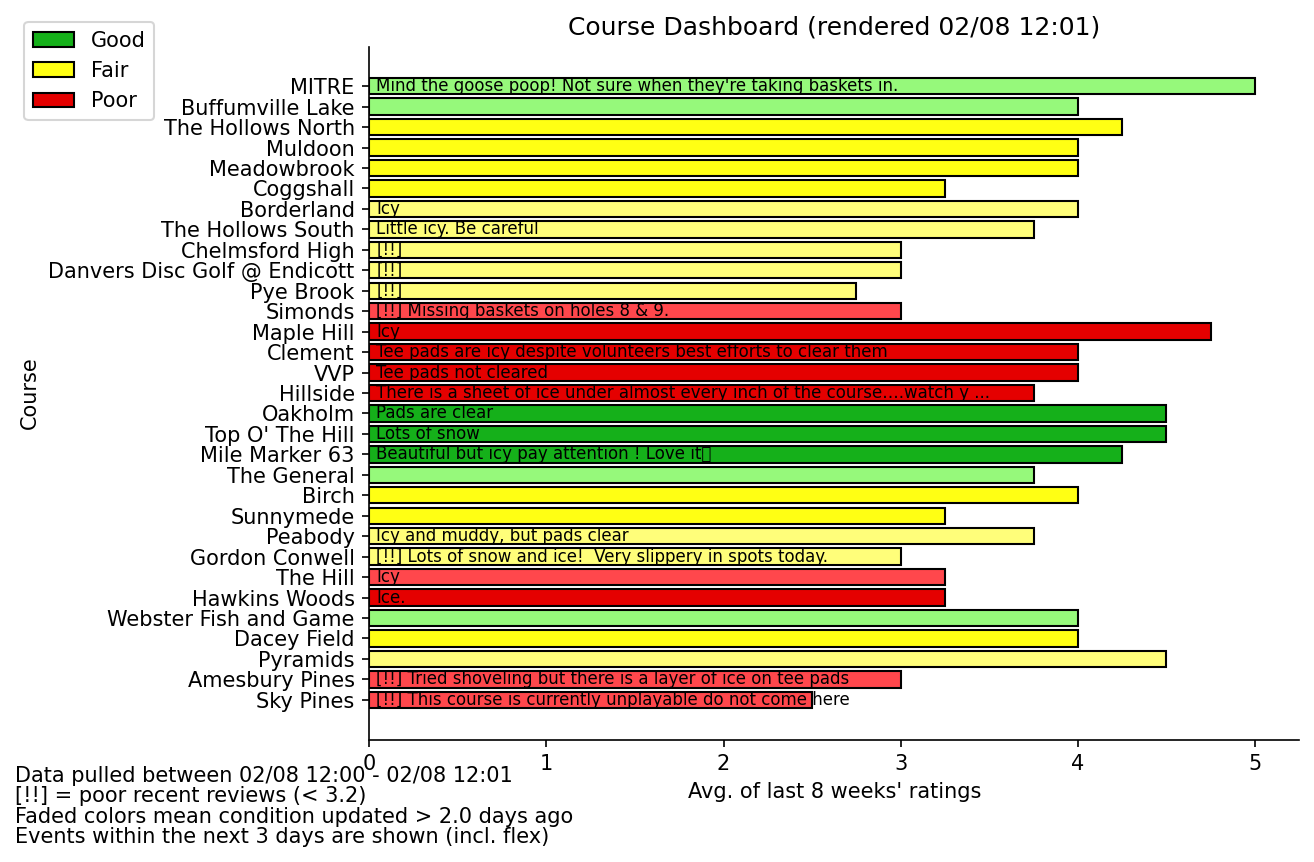 Course Dashboard (rendered 02/08 12:01)
Good
Fair
Poor
Course
MITRE Mind the goose poop! Not sure when they're taking baskets in.
Buffumville Lake
The Hollows North
Muldoon
Meadowbrook
Coggshall
Borderland Icy
The Hollows South Little icy. Be careful
Chelmsford High [!!]
Danvers Disc Golf @ Endicott [!!]
Pye Brook [!!]
Simonds [!!] Missing baskets on holes 8 & 9.
Maple Hill Icy
Clement Tee pads are icy despite volunteers best efforts to clear them
VVP Tee pads not cleared
Hillside There is a sheet of ice under almost every inch of the course....watch y ...
Oakholm Pads are clear
Top O' The Hill Lots of snow
Mile Marker 63 Beautiful but icy pay attention ! Love it▯
The General
Birch
Sunnymede
Peabody Icy and muddy, but pads clear
Gordon Conwell [!!] Lots of snow and ice!  Very slippery in spots today.
The Hill Icy
Hawkins Woods Ice.
Webster Fish and Game
Dacey Field
Pyramids
Amesbury Pines [!!] Tried shoveling but there is a layer of ice on tee pads
Sky Pines [!!] This course is currently unplayable do not come here
0 1 2 3 4 5
Avg. of last 8 weeks' ratings
Data pulled between 02/08 12:00 - 02/08 12:01
[!!] = poor recent reviews (< 3.2)
Faded colors mean condition updated > 2.0 days ago
Events within the next 3 days are shown (incl. flex)